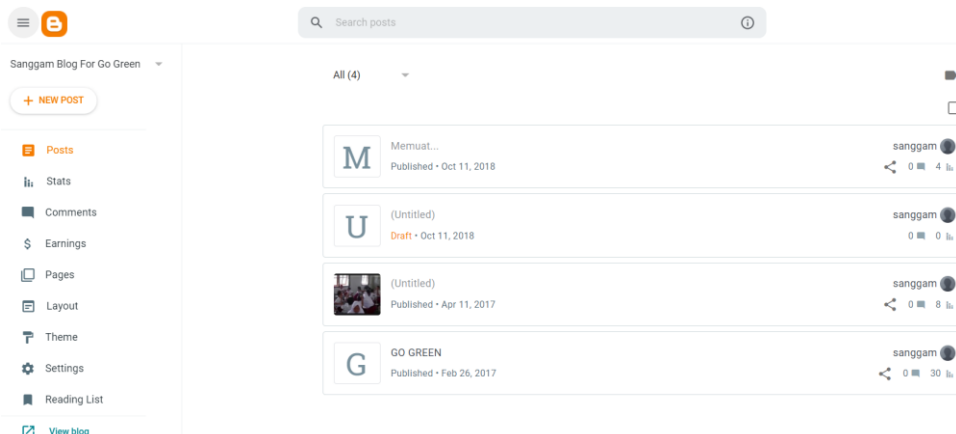 Search posts
Sanggam Blog For Go Green
All (4)
NEW POST
Posts
Stats
Comments
Earnings
Pages
Layout
Theme
Settings
Reading List
View blog
M
Memuat...
sanggam
Published • Oct 11, 2018
0 4
U
(Untitled)
sanggam
Draft • Oct 11, 2018
0 0
(Untitled)
sanggam
Published • Apr 11, 2017
0 8
G
GO GREEN
sanggam
Published • Feb 26, 2017
0 30